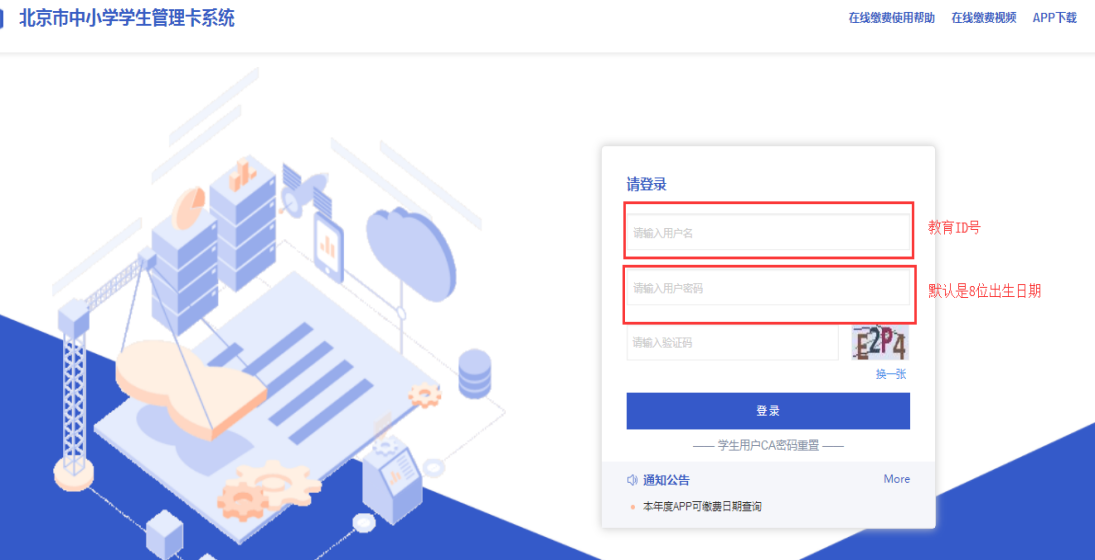 北京市中小学学生管理卡系统
在线缴费使用帮助 在线缴费视频 APP下载
请登录
请输入用户名
教育ID号
请输入用户密码
默认是8位出生日期
请输入验证码
E2P4
换一张
登录
—— 学生用户CA密码重置 ——
通知公告
More
本年度APP可缴费日期查询